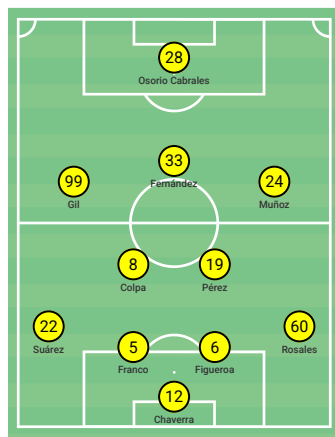 28
Osorio Cabrales
33
Fernández
99
Gil
24
Muñoz
8
Colpa
19
Pérez
22
Suárez
60
Rosales
5
Franco
6
Figueroa
12
Chaverra